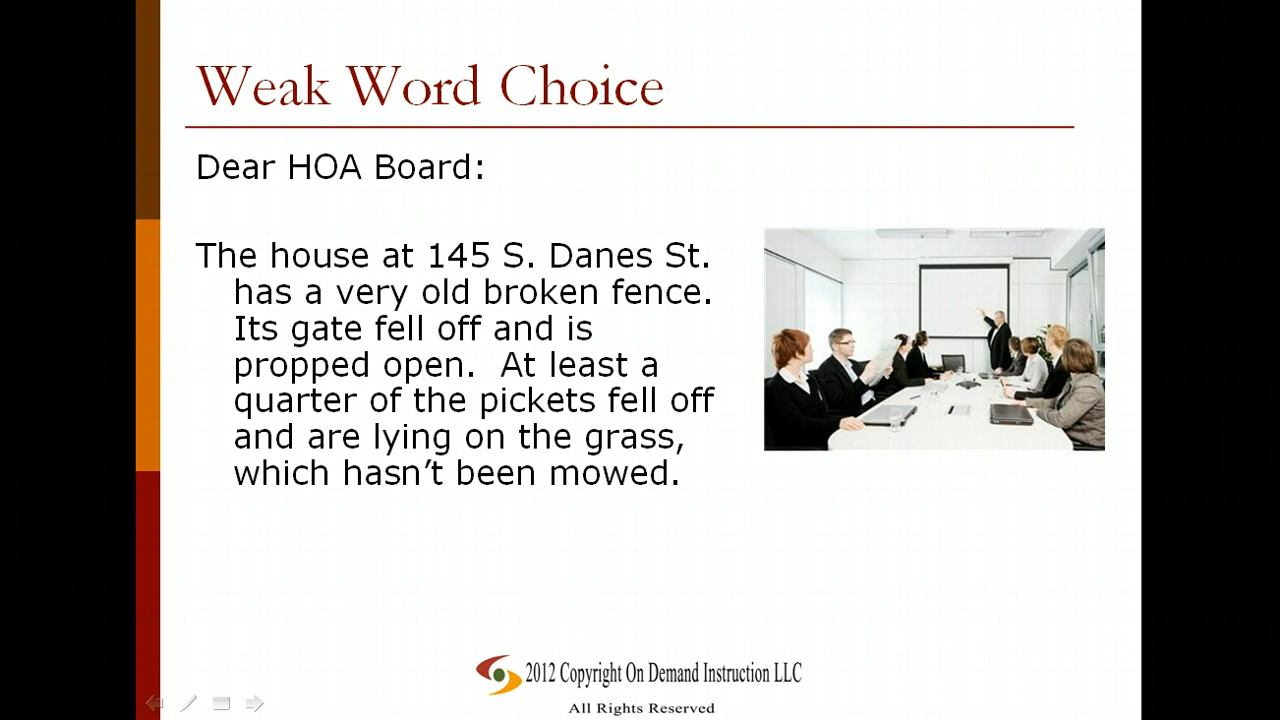 Weak Word Choice
Dear HOA Board:
The house at 145 S. Danes St.
has a very old broken fence.
Its gate fell off and is
propped open.  At least a
quarter of the pickets fell off
and are lying on the grass,
which hasn’t been mowed.
2012 Copyright On Demand Instruction LLC
All Rights Reserved